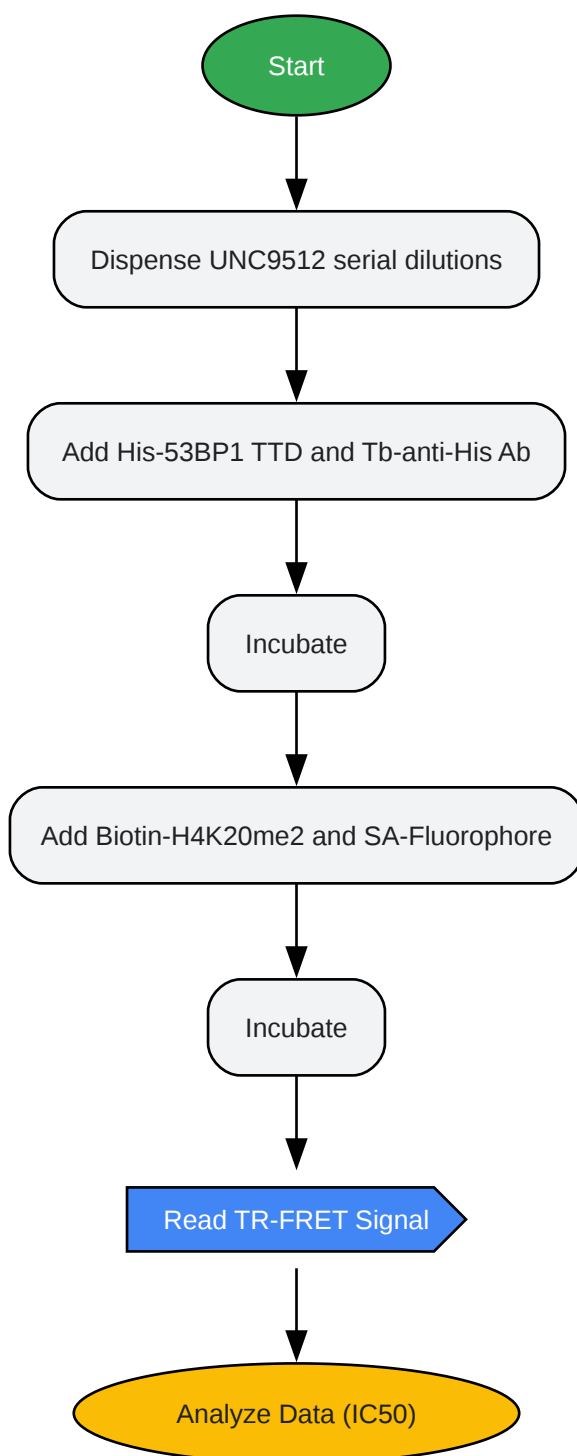 Start
Dispense UNC9512 serial dilutions
Add His-53BP1 TTD and Tb-anti-His Ab
Incubate
Add Biotin-H4K20me2 and SA-Fluorophore
Incubate
Read TR-FRET Signal
Analyze Data (IC50)